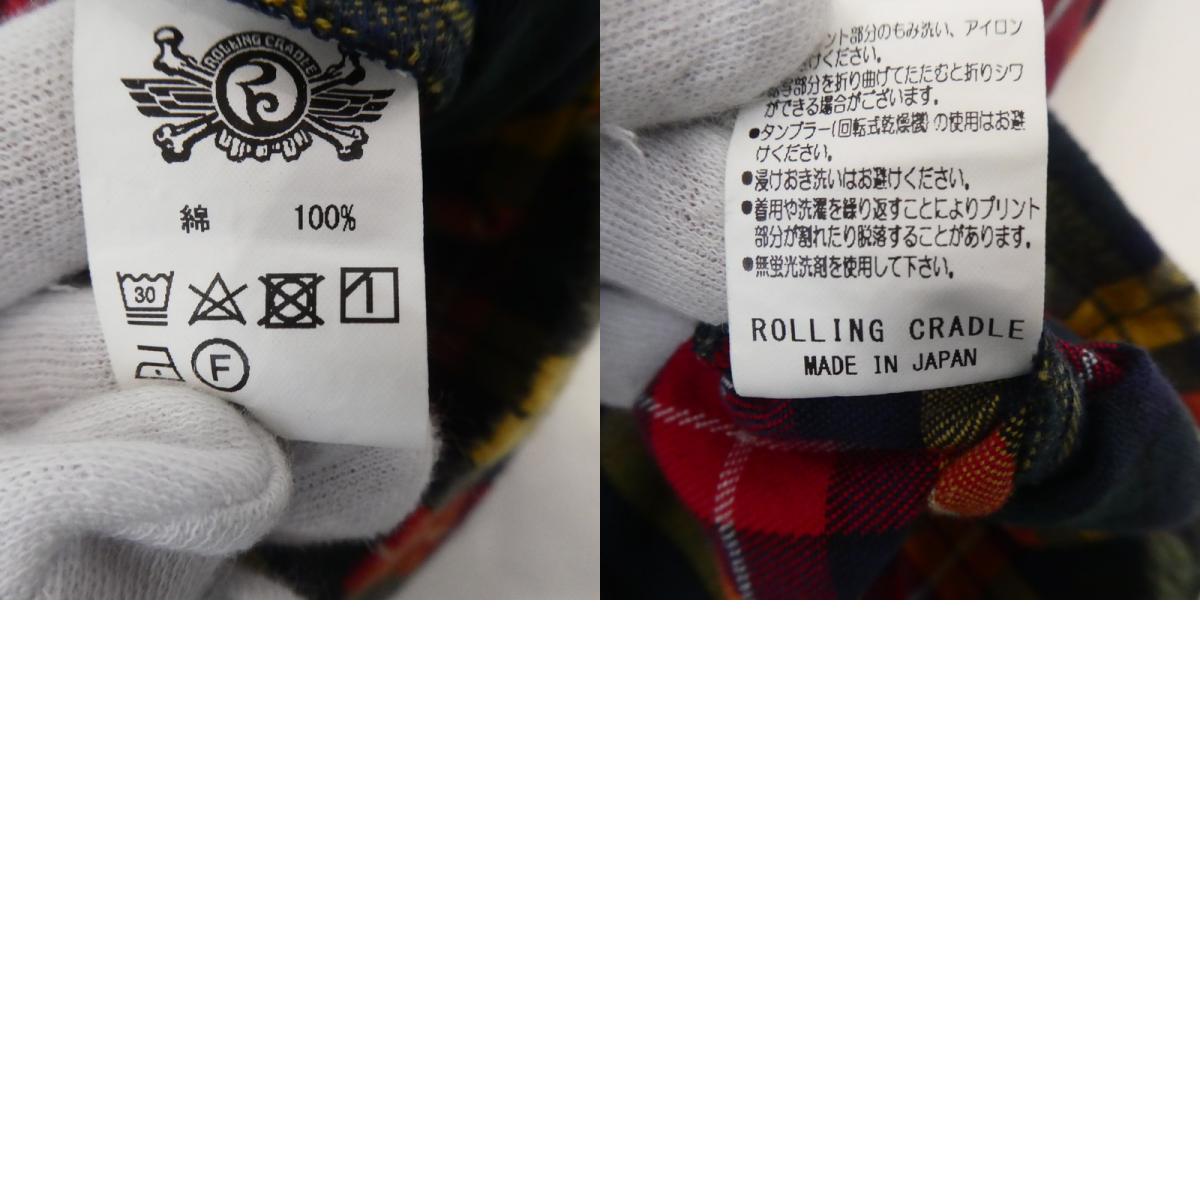 ROLLING CRADLE
綿 100%
30
F
ント部分のもみ洗い、アイロン
けください。
部分を折り曲げてたたむと折りシワ
ができる場合がございます。
●タンブラー(回転式乾燥機)の使用はお避
けください。
●浸けおき洗いはお避けください。
●着用や洗濯を繰り返すことによりプリント
部分が割れたり脱落することがあります。
●無蛍光洗剤を使用して下さい。
ROLLING CRADLE
MADE IN JAPAN